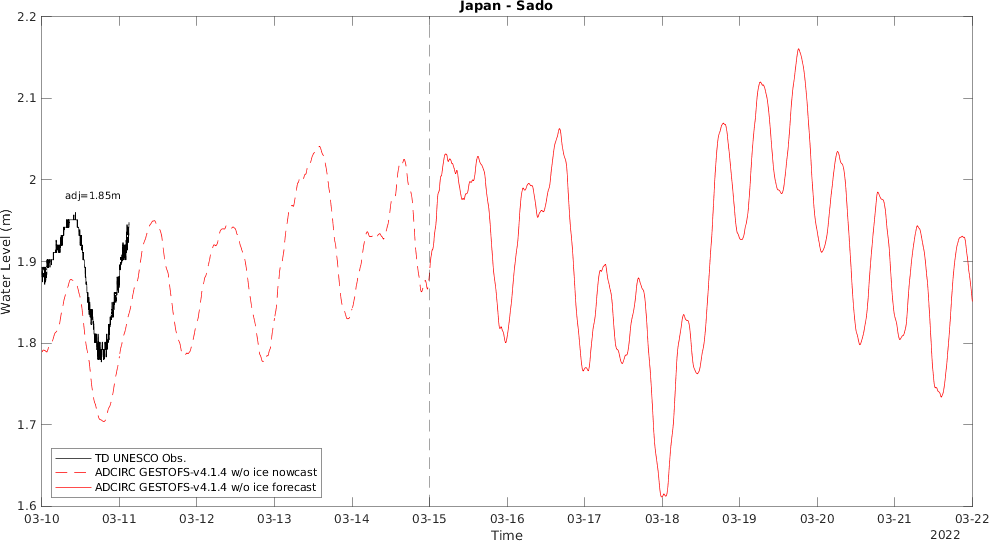 Japan - Sado
2.2
2.1
2
1.9
1.8
1.7
1.6
Water Level (m)
adj=1.85m
TD UNESCO Obs.
ADCIRC GESTOFS-v4.1.4 w/o ice nowcast
ADCIRC GESTOFS-v4.1.4 w/o ice forecast
03-10 03-11 03-12 03-13 03-14 03-15 03-16 03-17 03-18 03-19 03-20 03-21 03-22
Time
2022